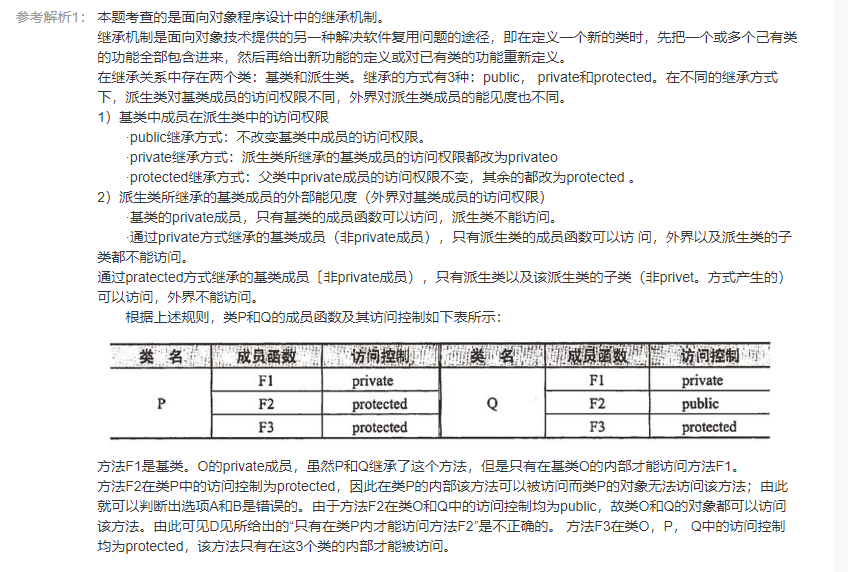 参考解析1： 本题考查的是面向对象程序设计中的继承机制。
继承机制是面向对象技术提供的另一种解决软件复用问题的途径，即在定义一个新的类时，先把一个或多个己有类
的功能全部包含进来，然后再给出新功能的定义或对已有类的功能重新定义。
在继承关系中存在两个类：基类和派生类。继承的方式有3种：public， private和protected。在不同的继承方式
下，派生类对基类成员的访问权限不同，外界对派生类成员的能见度也不同。
1）基类中成员在派生类中的访问权限
·public继承方式：不改变基类中成员的访问权限。
·private继承方式：派生类所继承的基类成员的访问权限都改为privateo
·protected继承方式：父类中private成员的访问权限不变，其余的都改为protected 。
2）派生类所继承的基类成员的外部能见度（外界对基类成员的访问权限）
·基类的private成员，只有基类的成员函数可以访问，派生类不能访问。
·通过private方式继承的基类成员（非private成员），只有派生类的成员函数可以访 问，外界以及派生类的子
类都不能访问。
通过pratected方式继承的基类成员〔非private成员），只有派生类以及该派生类的子类（非privet。方式产生的）
可以访问，外界不能访问。
根据上述规则，类P和Q的成员函数及其访问控制如下表所示：
类 名 成员函数 访问控制 类 名 成员函数 访问控制
P F1 private Q F1 private
F2 protected F2 public
F3 protected F3 protected
方法F1是基类。O的private成员，虽然P和Q继承了这个方法，但是只有在基类O的内部才能访问方法F1。
方法F2在类P中的访问控制为protected，因此在类P的内部该方法可以被访问而类P的对象无法访问该方法；由此
就可以判断出选项A和B是错误的。由于方法F2在类O和Q中的访问控制均为public，故类O和Q的对象都可以访问
该方法。由此可见D见所给出的“只有在类P内才能访问方法F2”是不正确的。 方法F3在类O，P， Q中的访问控制
均为protected，该方法只有在这3个类的内部才能被访问。